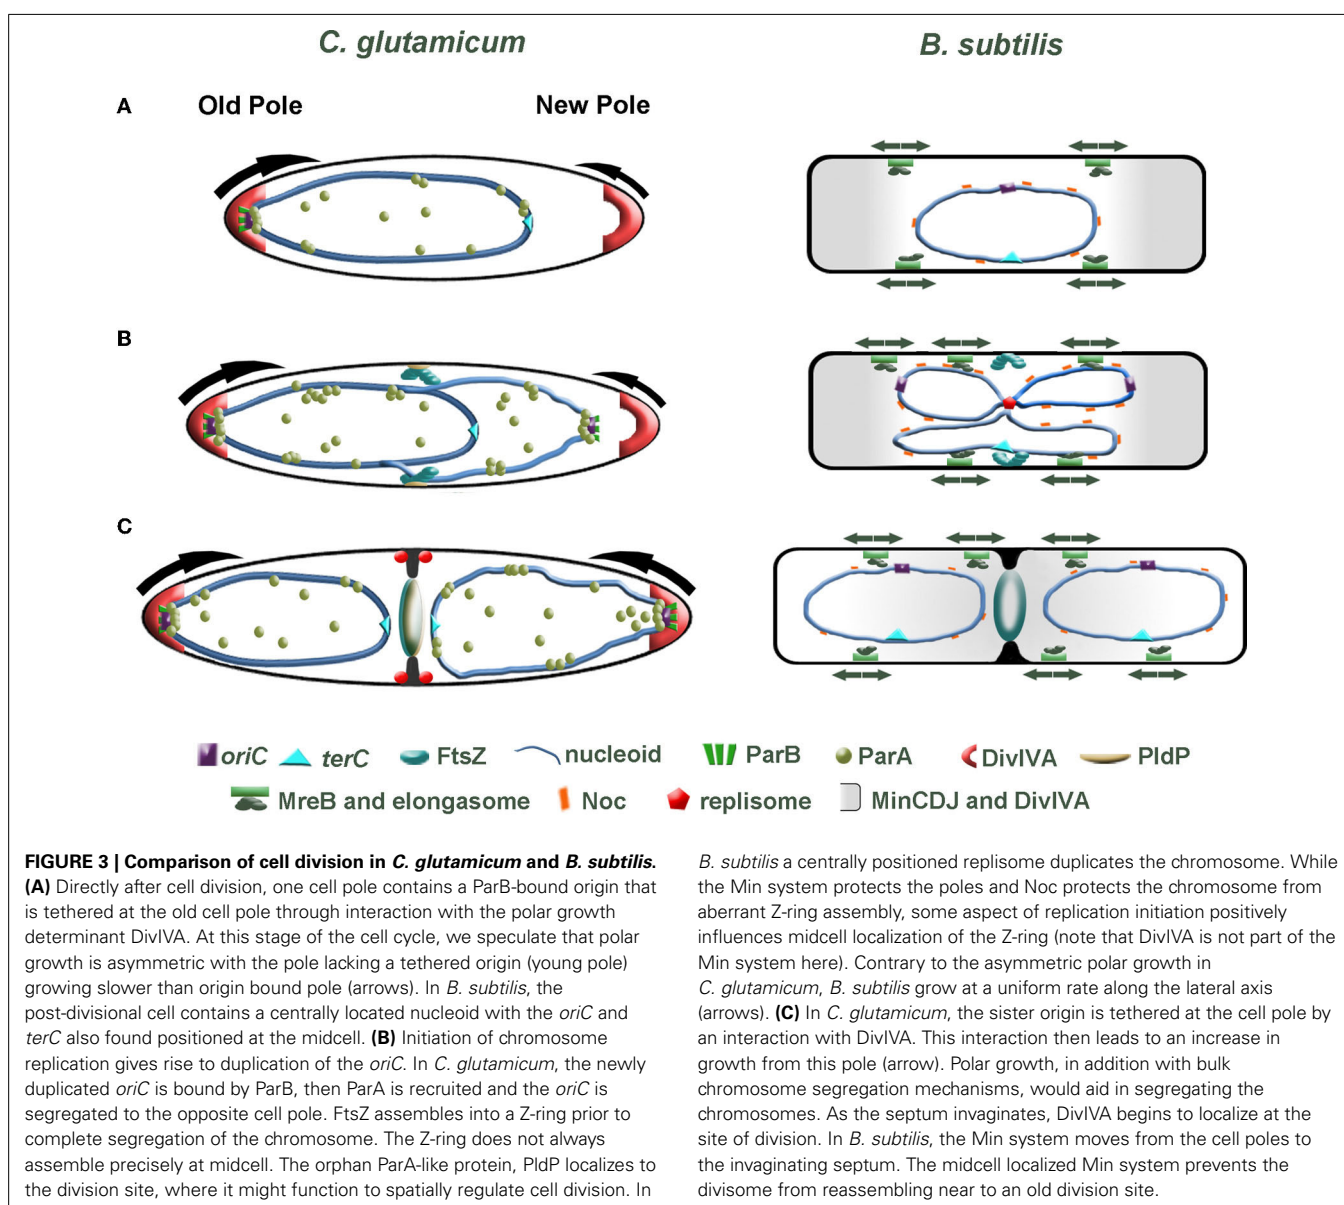 C. glutamicum
B. subtilis
A
Old Pole
New Pole
B
C
oriC
terC
FtsZ
nucleoid
ParB
ParA
DivIVA
PldP
MreB and elongasome
Noc
replisome
MinCDJ and DivIVA
FIGURE 3 | Comparison of cell division in C. glutamicum and B. subtilis.
(A) Directly after cell division, one cell pole contains a ParB-bound origin that
is tethered at the old cell pole through interaction with the polar growth
determinant DivIVA. At this stage of the cell cycle, we speculate that polar
growth is asymmetric with the pole lacking a tethered origin (young pole)
growing slower than origin bound pole (arrows). In B. subtilis, the
post-divisional cell contains a centrally located nucleoid with the oriC and
terC also found positioned at the midcell. (B) Initiation of chromosome
replication gives rise to duplication of the oriC. In C. glutamicum, the newly
duplicated oriC is bound by ParB, then ParA is recruited and the oriC is
segregated to the opposite cell pole. FtsZ assembles into a Z-ring prior to
complete segregation of the chromosome. The Z-ring does not always
assemble precisely at midcell. The orphan ParA-like protein, PldP localizes to
the division site, where it might function to spatially regulate cell division. In
B. subtilis a centrally positioned replisome duplicates the chromosome. While
the Min system protects the poles and Noc protects the chromosome from
aberrant Z-ring assembly, some aspect of replication initiation positively
influences midcell localization of the Z-ring (note that DivIVA is not part of the
Min system here). Contrary to the asymmetric polar growth in
C. glutamicum, B. subtilis grow at a uniform rate along the lateral axis
(arrows). (C) In C. glutamicum, the sister origin is tethered at the cell pole by
an interaction with DivIVA. This interaction then leads to an increase in
growth from this pole (arrow). Polar growth, in addition with bulk
chromosome segregation mechanisms, would aid in segregating the
chromosomes. As the septum invaginates, DivIVA begins to localize at the
site of division. In B. subtilis, the Min system moves from the cell poles to
the invaginating septum. The midcell localized Min system prevents the
divisome from reassembling near to an old division site.